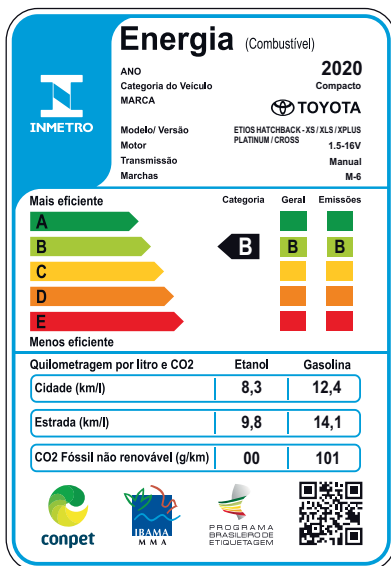 Energia (Combustível)
ANO 2020
Categoria do Veículo Compacto
MARCA TOYOTA
INMETRO
Modelo/ Versão ETIOS HATCHBACK - XS / XLS / XPLUS
PLATINUM / CROSS
Motor 1.5-16V
Transmissão Manual
Marchas M-6
Mais eficiente Categoria Geral Emissões
A
B B B B
C
D
E
Menos eficiente
Quilometragem por litro e CO2 Etanol Gasolina
Cidade (km/l) 8,3 12,4
Estrada (km/l) 9,8 14,1
CO2 Fóssil não renovável (g/km) 00 101
conpet
IBAMA
M M A
PROGRAMA
BRASILEIRO DE
ETIQUETAGEM